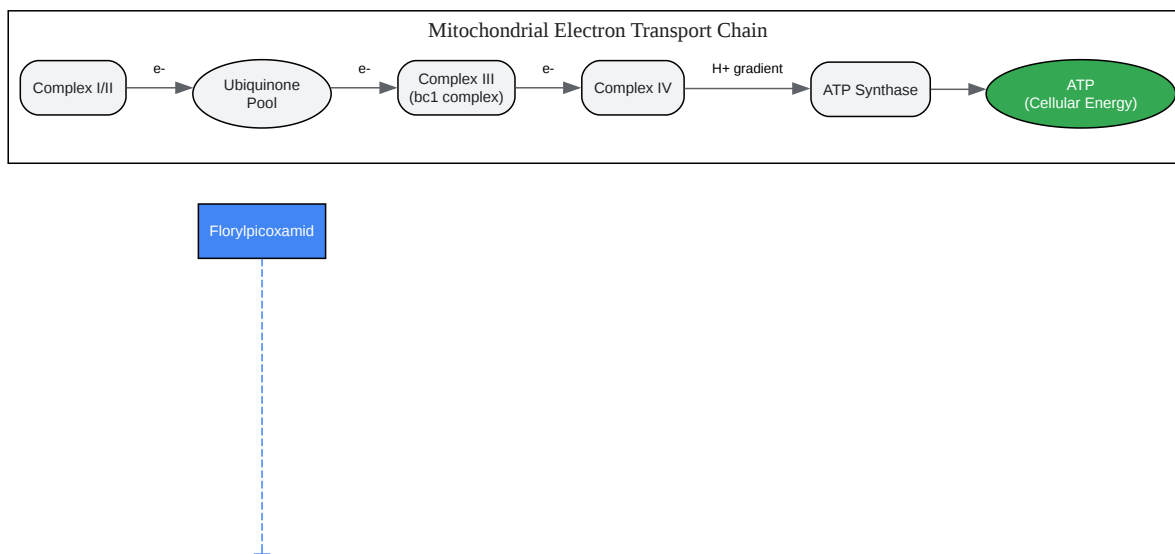 Mitochondrial Electron Transport Chain
Complex I/II
e-
Ubiquinone
Pool
e-
Complex III
(bc1 complex)
e-
Complex IV
H+ gradient
ATP Synthase
ATP
(Cellular Energy)
Florylpicoxamid